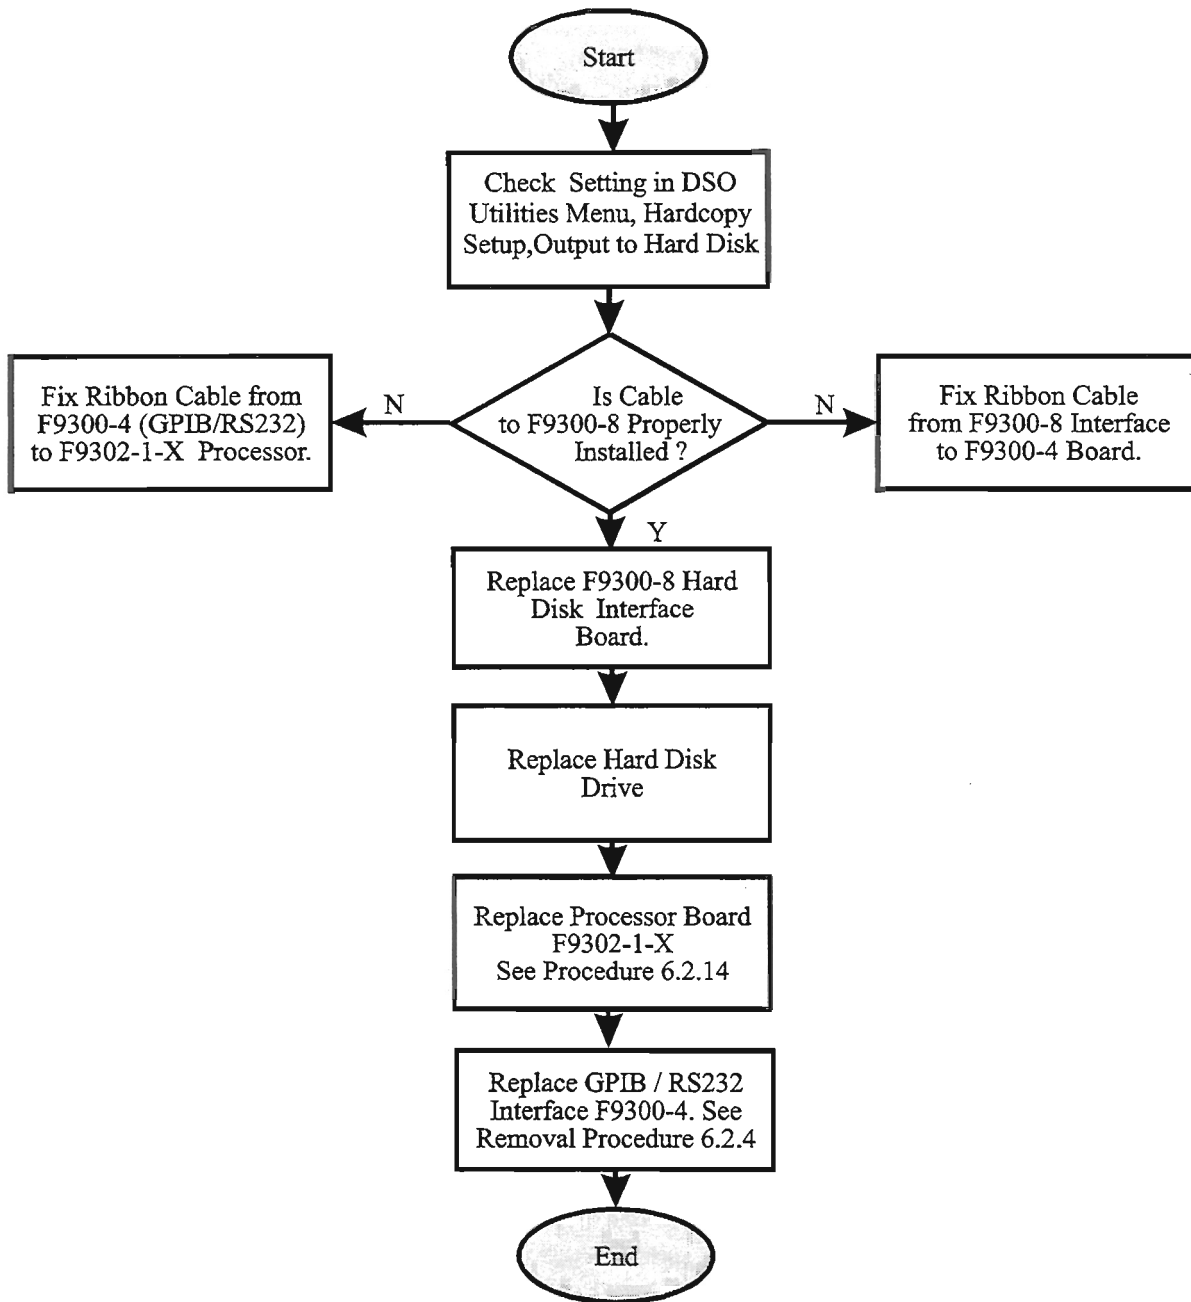 Start
Check Setting in DSO
Utilities Menu, Hardcopy
Setup,Output to Hard Disk
Fix Ribbon Cable from
F9300-4 (GPIB/RS232)
to F9302-1-X Processor.
N
Is Cable
to F9300-8 Properly
Installed ?
N
Fix Ribbon Cable
from F9300-8 Interface
to F9300-4 Board.
Y
Replace F9300-8 Hard
Disk Interface
Board.
Replace Hard Disk
Drive
Replace Processor Board
F9302-1-X
See Procedure 6.2.14
Replace GPIB / RS232
Interface F9300-4. See
Removal Procedure 6.2.4
End